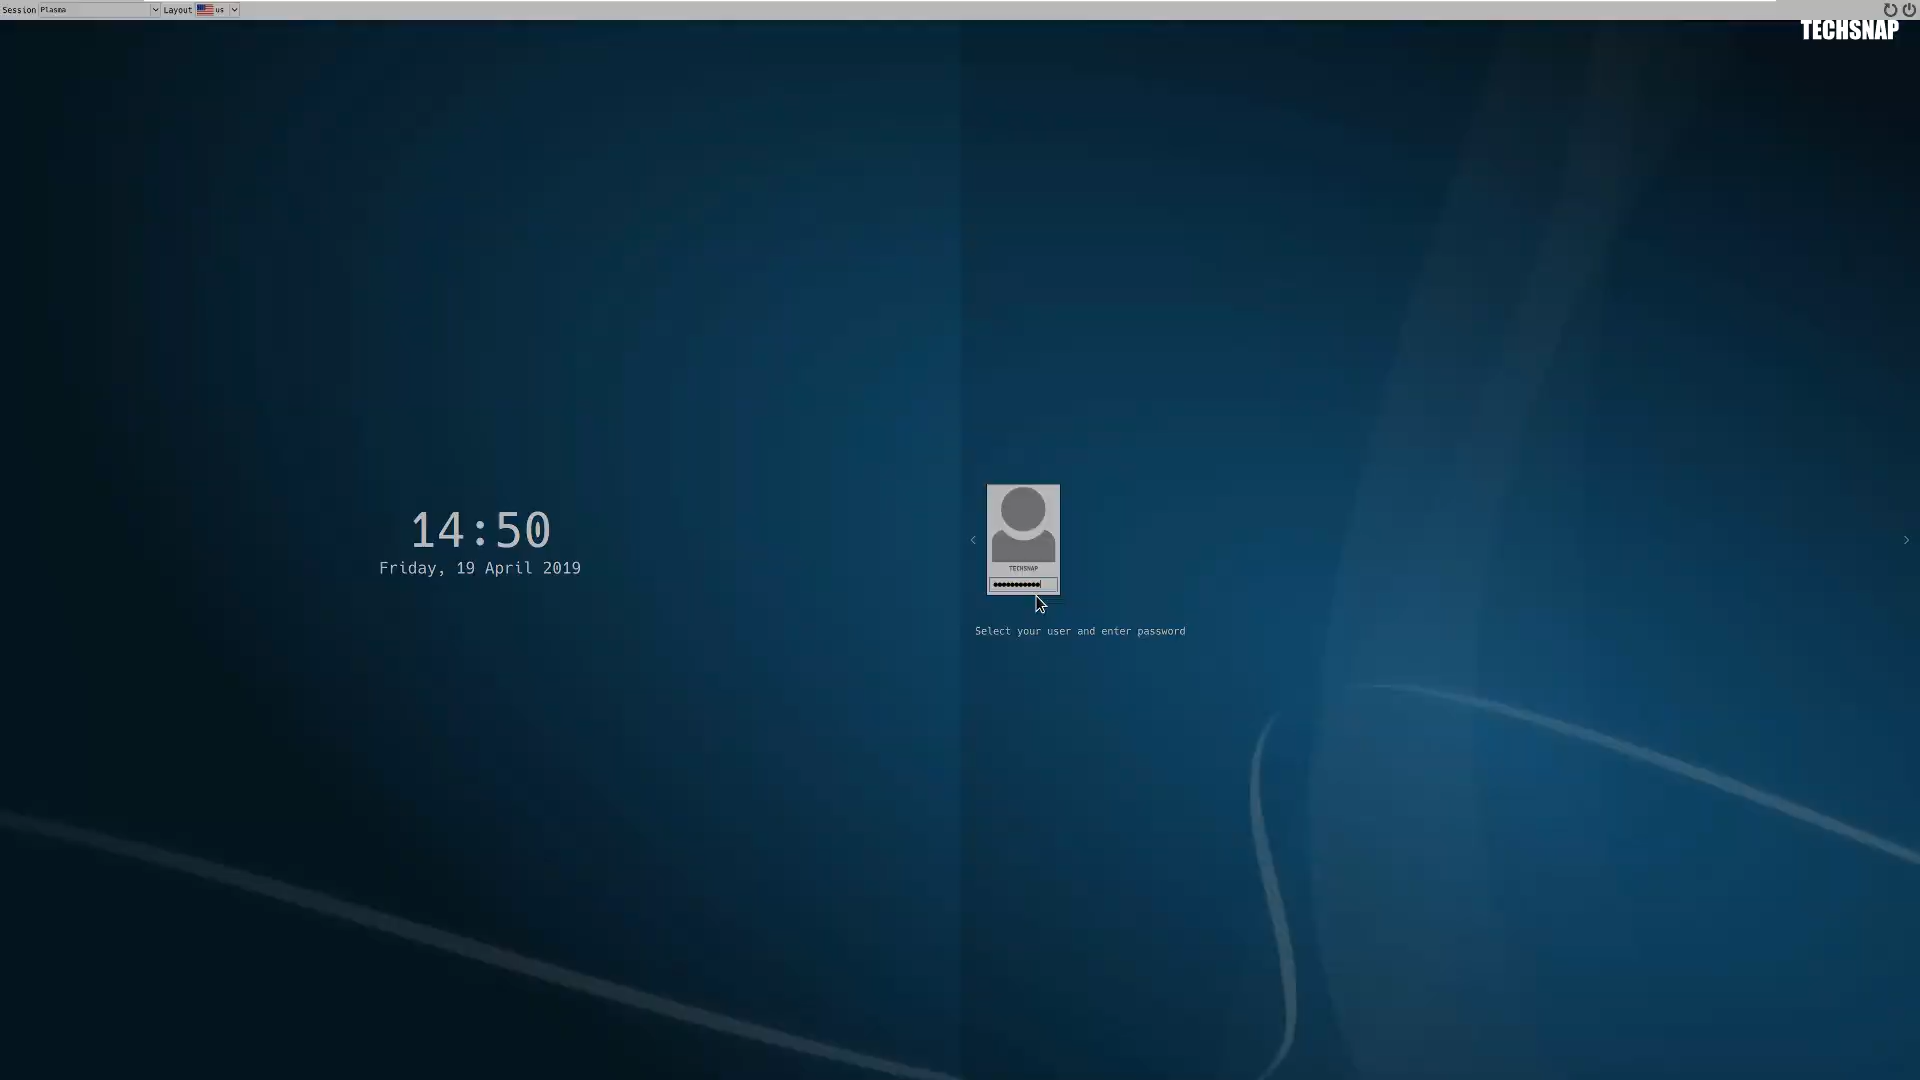 Session Plasma Layout us
TECHSNAP
14:50
Friday, 19 April 2019
TECHSNAP
Select your user and enter password